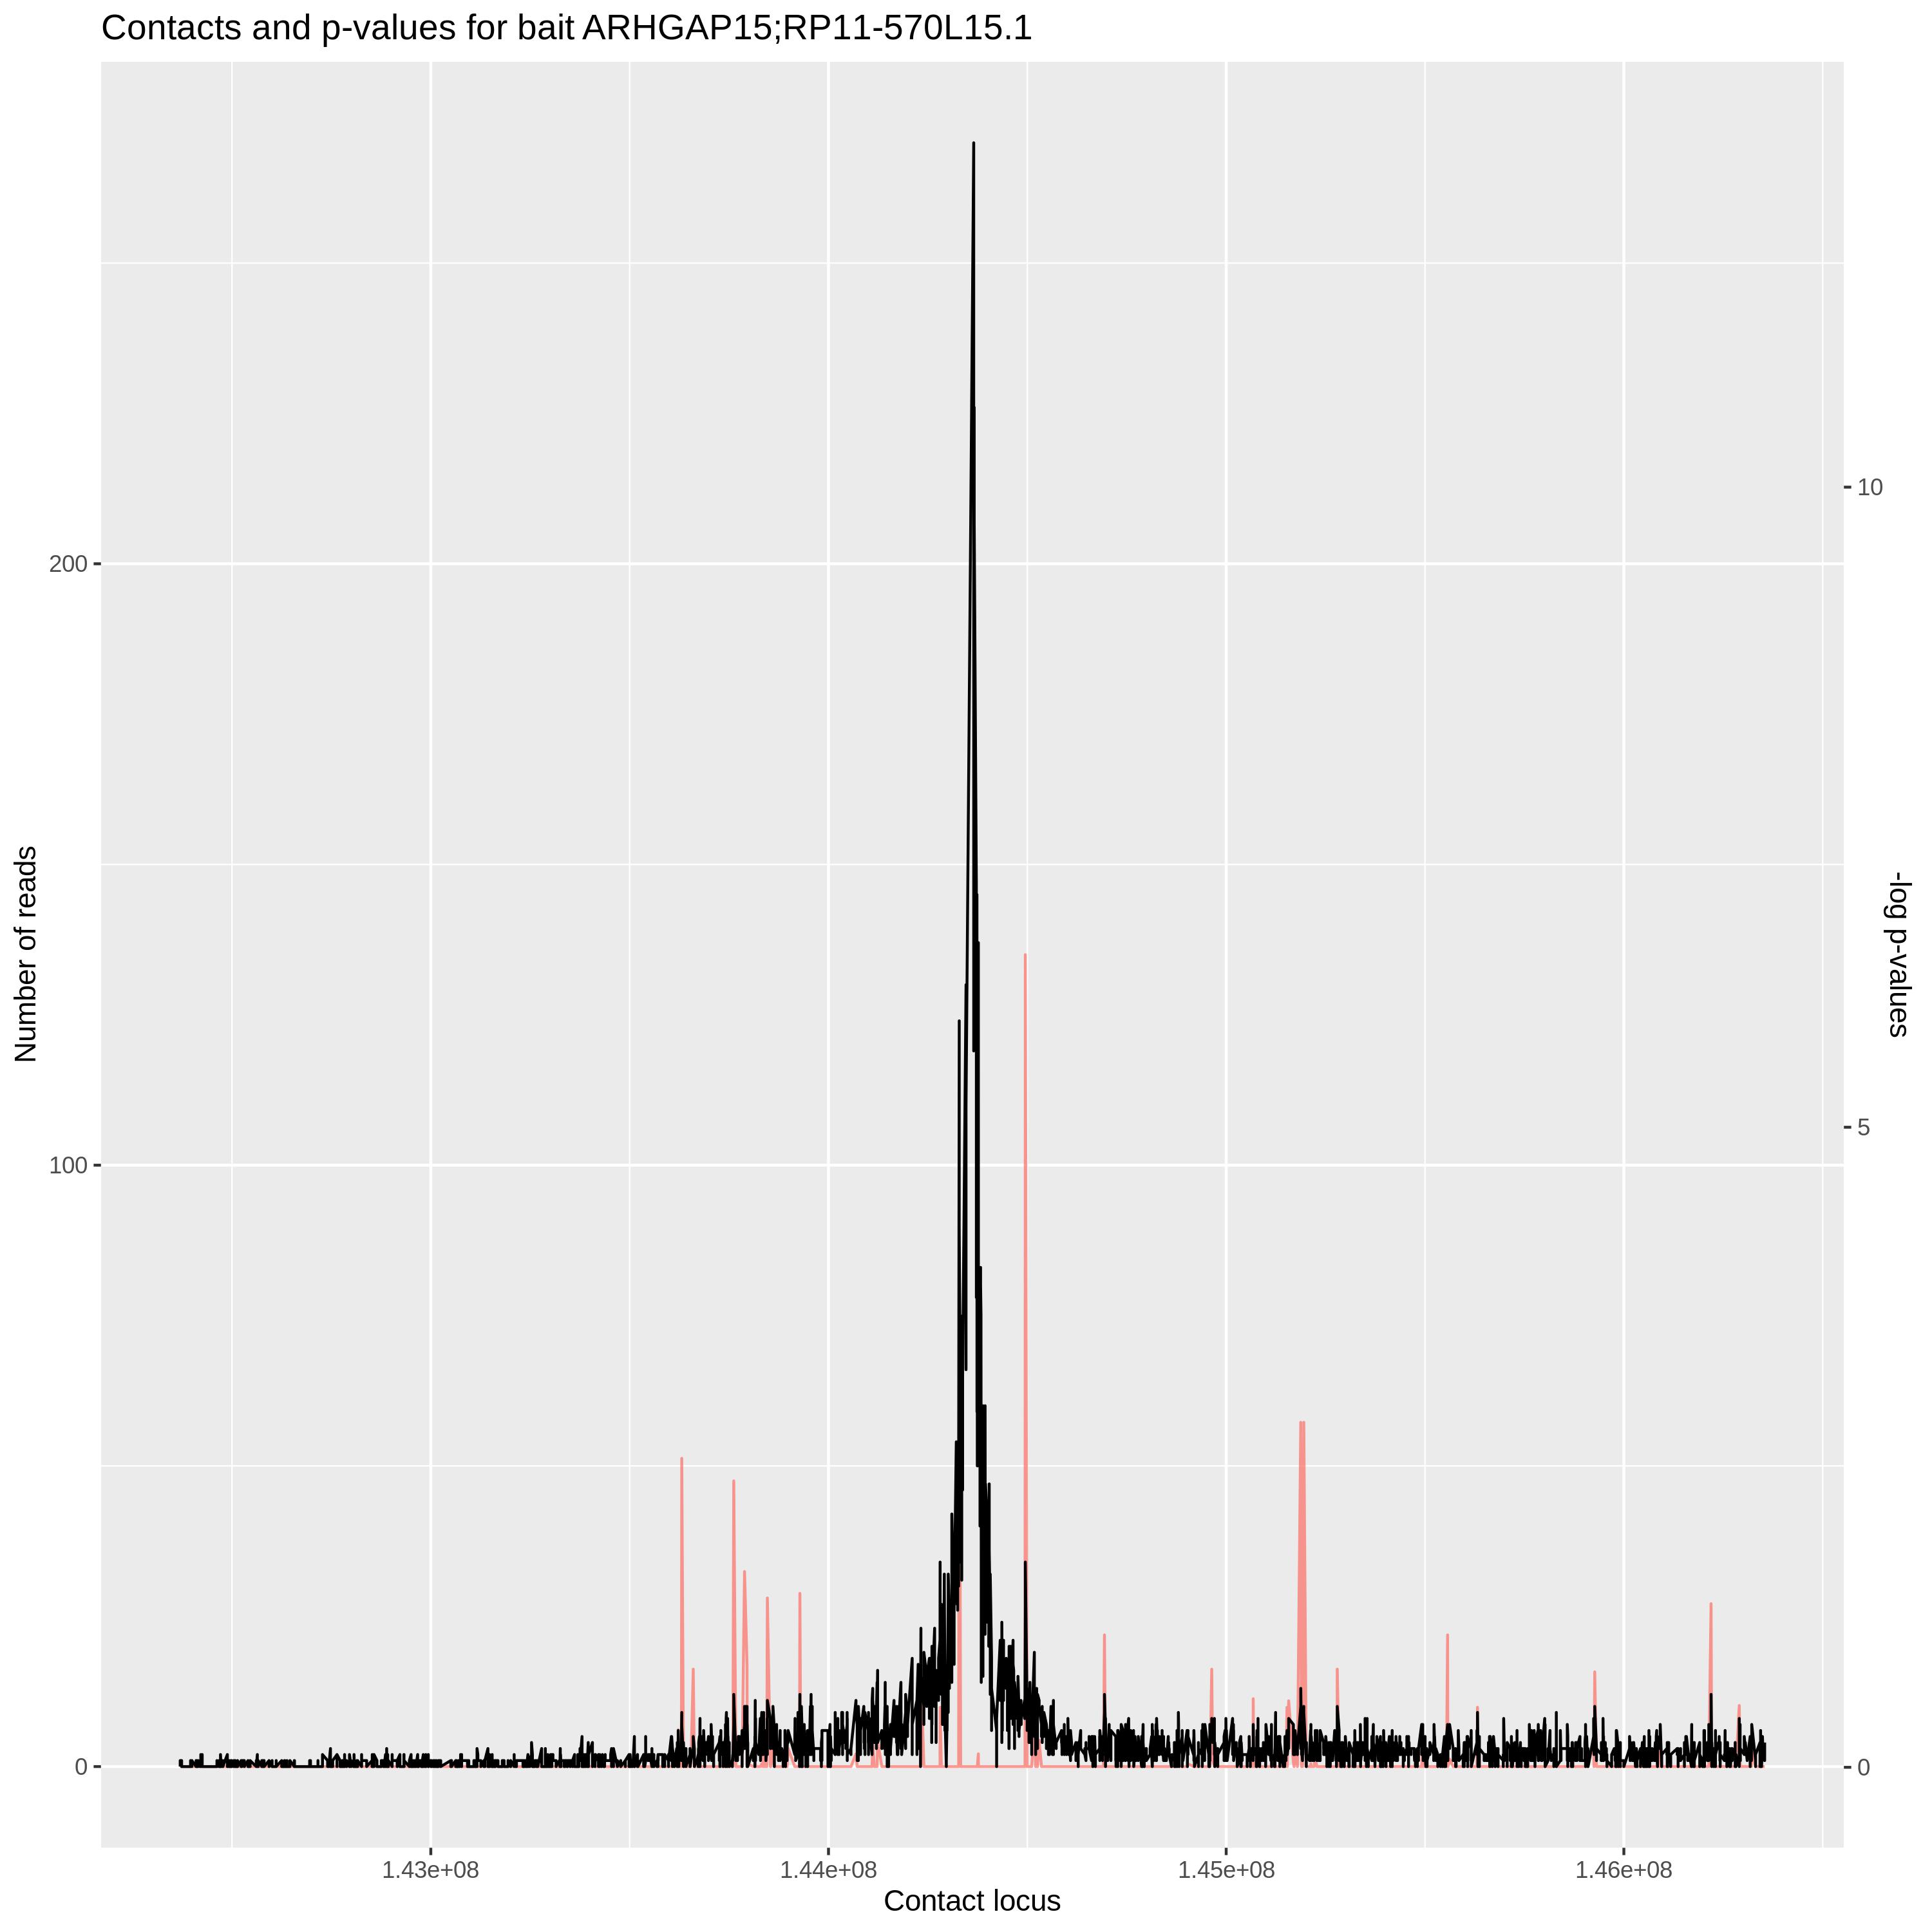 Contacts and p-values for bait ARHGAP15;RP11-570L15.1
Number of reads
200
100
0
10
5
0
-log p-values
1.43e+08
1.44e+08
1.45e+08
1.46e+08
Contact locus